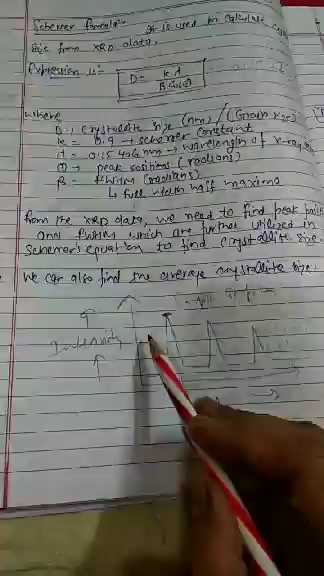 Scherrer formula:- It is used to calculate
size from XRD data.
Expression is:- D = kλ / β cosθ
where
D = Crystallite size (nm) / (Grain size)
k = 0.9 → scherrer constant
λ = 0.15406 nm → wavelength of x-ray
θ = peak positions (radians)
β = FWHM (radians)
↳ full width half maxima
from the XRD data, we need to find peak
and FWHM which are further utilized in
Scherrer's equation to find crystallite size.
We can also find the average crystallite size.
Intensity